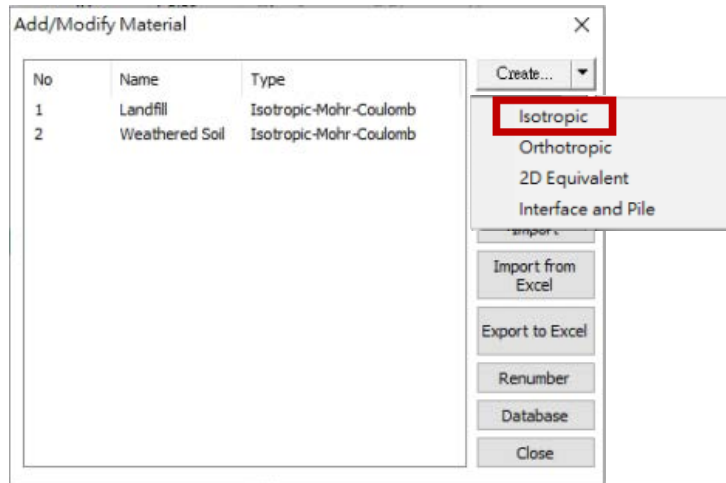 Add/Modify Material
No Name Type
1 Landfill Isotropic-Mohr-Coulomb
2 Weathered Soil Isotropic-Mohr-Coulomb
Create...
Isotropic
Orthotropic
2D Equivalent
Interface and Pile
Import
Import from
Excel
Export to Excel
Renumber
Database
Close